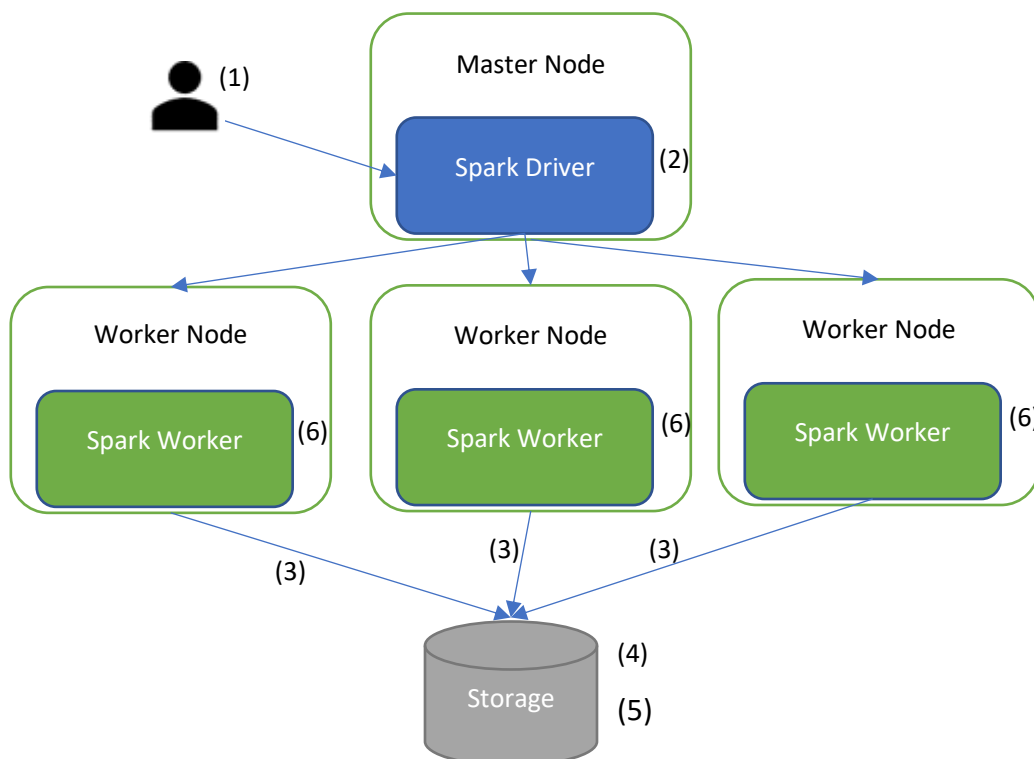 (1)
Master Node
Spark Driver
(2)
Worker Node
Spark Worker
(6)
Worker Node
Spark Worker
(6)
Worker Node
Spark Worker
(6)
(3)
(3)
(3)
Storage
(4)
(5)